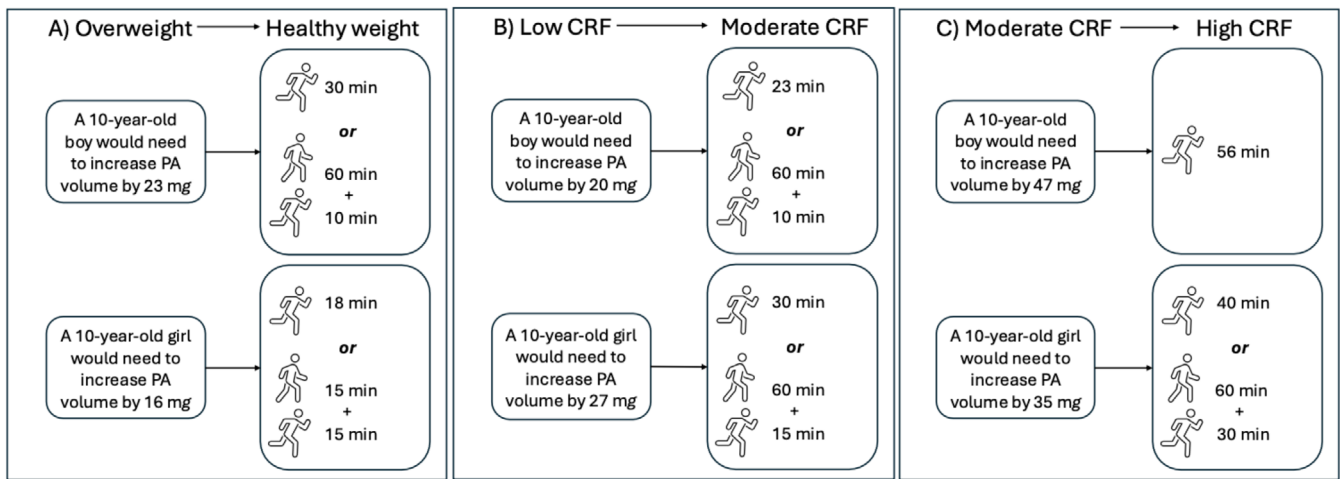 A) Overweight
Healthy weight
A 10-year-old
boy would need
to increase PA
volume by 23 mg
30 min
or
60 min
+
10 min
A 10-year-old girl
would need to
increase PA
volume by 16 mg
18 min
or
15 min
+
15 min
B) Low CRF
Moderate CRF
A 10-year-old
boy would need
to increase PA
volume by 20 mg
23 min
or
60 min
+
10 min
A 10-year-old girl
would need to
increase PA
volume by 27 mg
30 min
or
60 min
+
15 min
C) Moderate CRF
High CRF
A 10-year-old
boy would need
to increase PA
volume by 47 mg
56 min
A 10-year-old girl
would need to
increase PA
volume by 35 mg
40 min
or
60 min
+
30 min